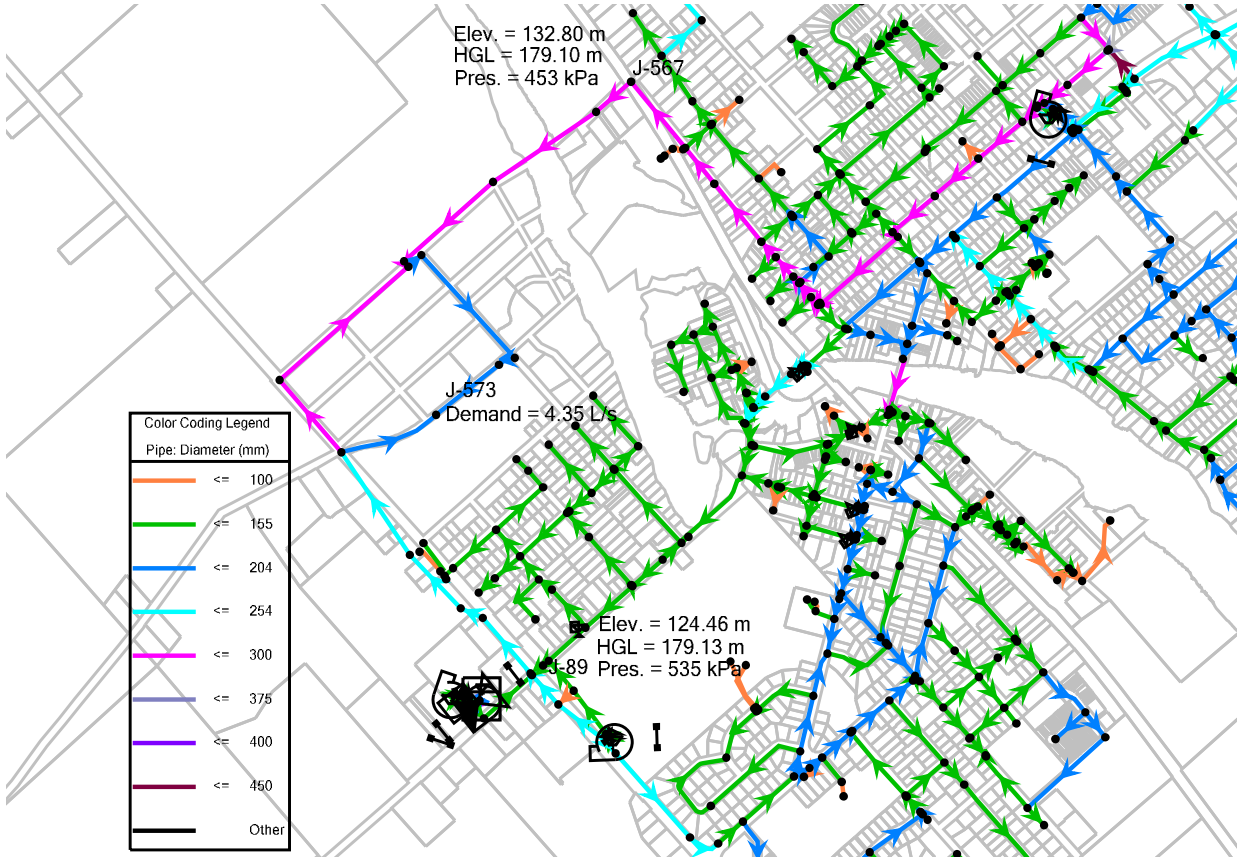 Elev. = 132.80 m
HGL = 179.10 m
Pres. = 453 kPa
J-567
J-573
Demand = 4.35 L/s
Color Coding Legend
Pipe: Diameter (mm)
<= 100
<= 155
<= 204
<= 254
<= 300
<= 375
<= 400
<= 450
Other
Elev. = 124.46 m
HGL = 179.13 m
J-89 Pres. = 535 kPa